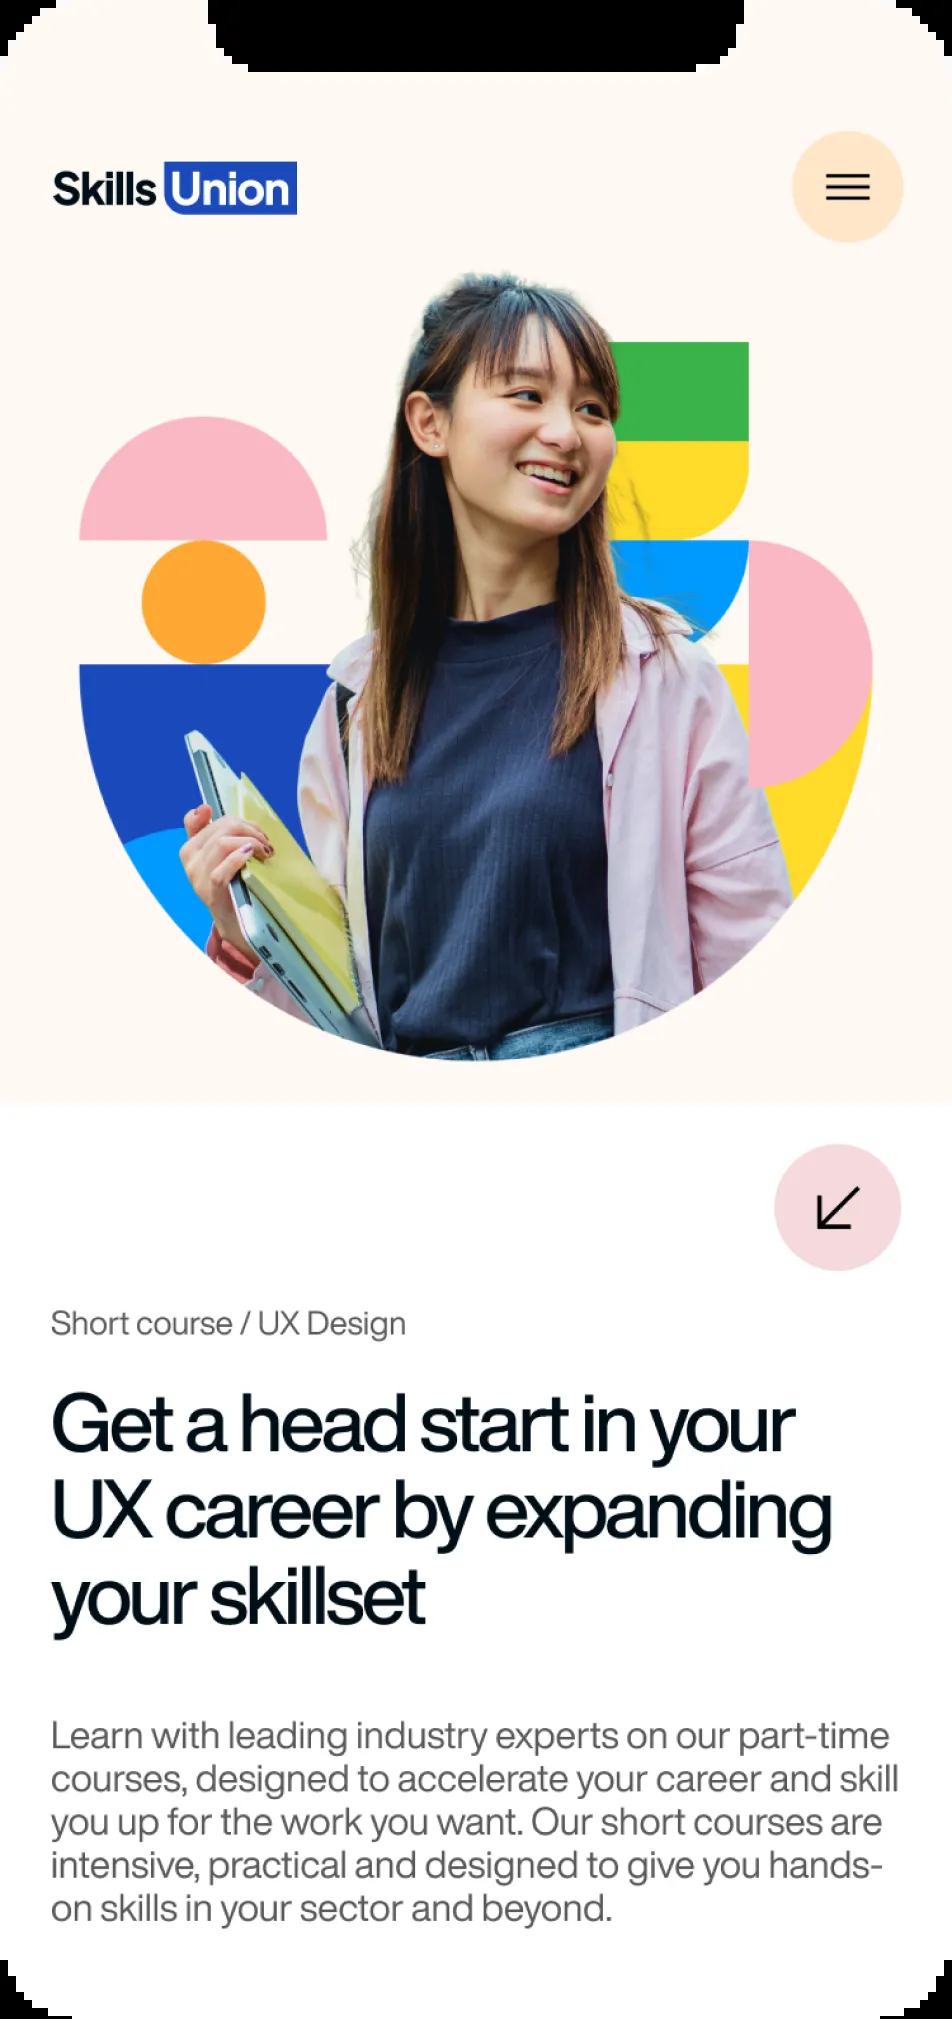 Skills Union
Short course / UX Design
Get a head start in your
UX career by expanding
your skillset
Learn with leading industry experts on our part-time
courses, designed to accelerate your career and skill
you up for the work you want. Our short courses are
intensive, practical and designed to give you hands-
on skills in your sector and beyond.